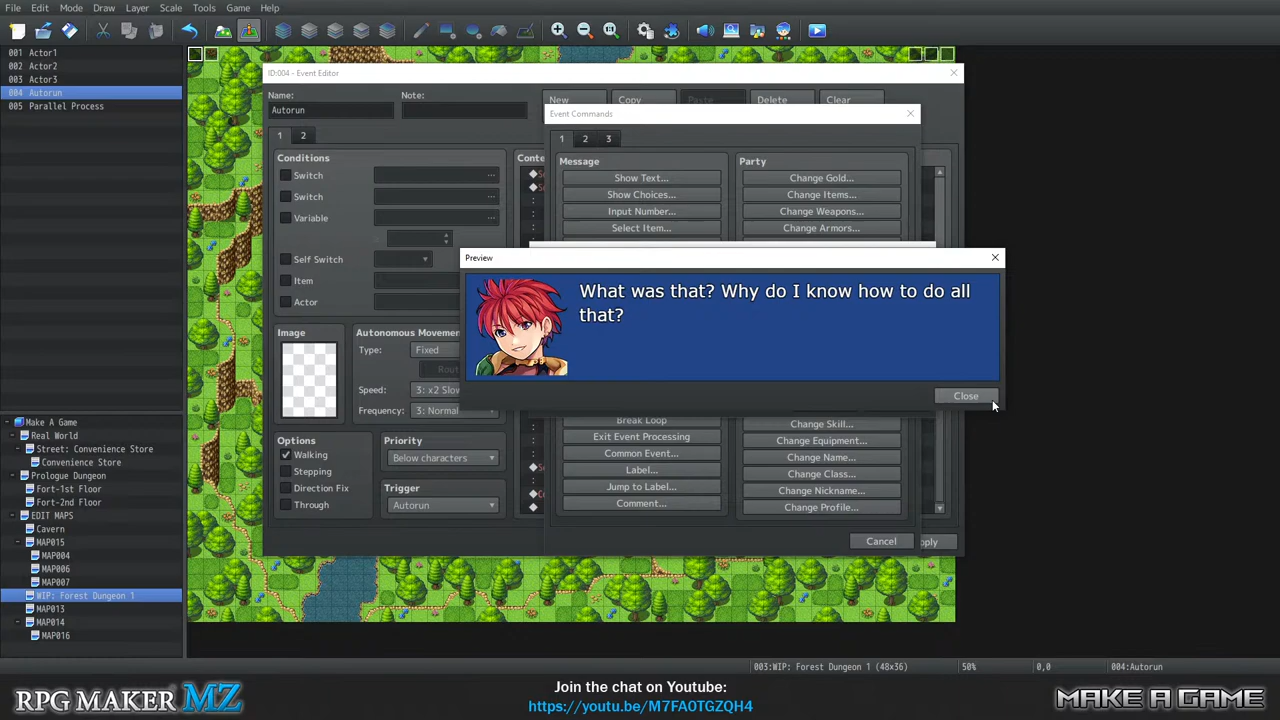 File Edit Mode Draw Layer Scale Tools Game Help
001 Actor1
002 Actor2
003 Actor3
004 Autorun
005 Parallel Process
Make A Game
Real World
Street: Convenience Store
Convenience Store
Prologue Dungeon
Fort-1st Floor
Fort-2nd Floor
EDIT MAPS
Cavern
MAP015
MAP004
MAP006
MAP007
WIP: Forest Dungeon 1
MAP013
MAP014
MAP016
ID:004 - Event Editor
Name:
Autorun
Note:
New Copy Paste Delete Clear
1 2
Conditions
Switch
Switch
Variable
Self Switch
Item
Actor
Image
Autonomous Movem
Type: Fixed
Rout
Speed: 3: x2 Slow
Frequency: 3: Normal
Options
Walking
Stepping
Direction Fix
Through
Priority
Below characters
Trigger
Autorun
Conte
Event Commands
1 2 3
Message
Show Text...
Show Choices...
Input Number...
Select Item...
Party
Change Gold...
Change Items...
Change Weapons...
Change Armors...
Preview
What was that? Why do I know how to do all
that?
Close
Break Loop
Exit Event Processing
Common Event...
Label...
Jump to Label...
Comment...
Change Skill...
Change Equipment...
Change Name...
Change Class...
Change Nickname...
Change Profile...
Cancel
pply
003:WIP: Forest Dungeon 1 (48x36) 50% 0,0 004:Autorun
RPG MAKER MZ
Join the chat on Youtube:
https://youtu.be/M7FA0TGZQH4
MAKE A GAME